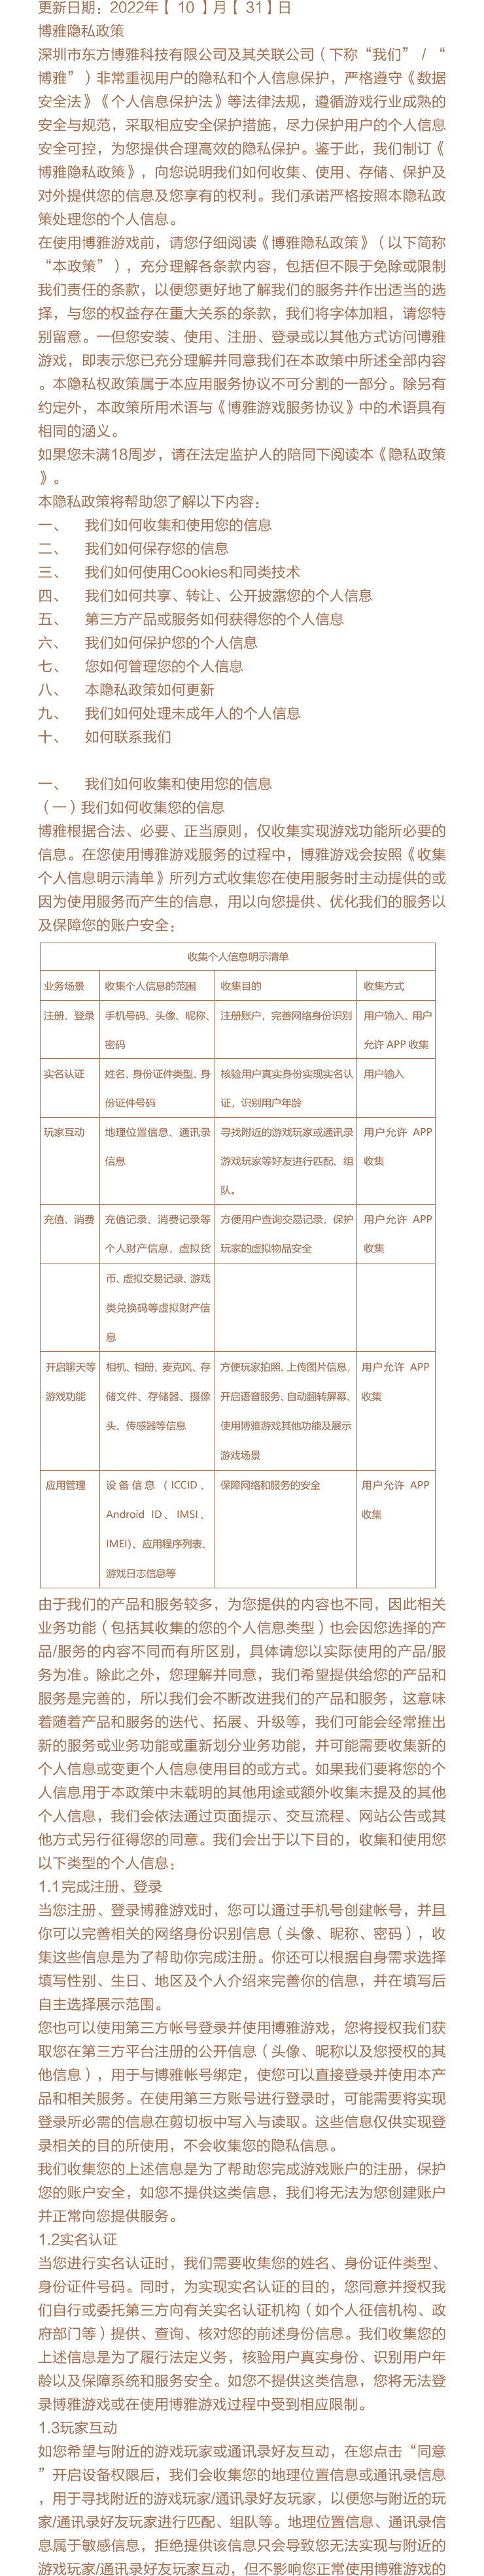 更新日期：2022年【 10 】月【 31】日
博雅隐私政策
深圳市东方博雅科技有限公司及其关联公司（下称“我们” / “
博雅”）非常重视用户的隐私和个人信息保护，严格遵守《数据
安全法》《个人信息保护法》等法律法规，遵循游戏行业成熟的
安全与规范，采取相应安全保护措施，尽力保护用户的个人信息
安全可控，为您提供合理高效的隐私保护。鉴于此，我们制订《
博雅隐私政策》，向您说明我们如何收集、使用、存储、保护及
对外提供您的信息及您享有的权利。我们承诺严格按照本隐私政
策处理您的个人信息。
在使用博雅游戏前，请您仔细阅读《博雅隐私政策》（以下简称
“本政策”），充分理解各条款内容，包括但不限于免除或限制
我们责任的条款，以便您更好地了解我们的服务并作出适当的选
择，与您的权益存在重大关系的条款，我们将字体加粗，请您特
别留意。一但您安装、使用、注册、登录或以其他方式访问博雅
游戏，即表示您已充分理解并同意我们在本政策中所述全部内容
。本隐私权政策属于本应用服务协议不可分割的一部分。除另有
约定外，本政策所用术语与《博雅游戏服务协议》中的术语具有
相同的涵义。
如果您未满18周岁，请在法定监护人的陪同下阅读本《隐私政策
》。
本隐私政策将帮助您了解以下内容：
一、 我们如何收集和使用您的信息
二、 我们如何保存您的信息
三、 我们如何使用Cookies和同类技术
四、 我们如何共享、转让、公开披露您的个人信息
五、 第三方产品或服务如何获得您的个人信息
六、 我们如何保护您的个人信息
七、 您如何管理您的个人信息
八、 本隐私政策如何更新
九、 我们如何处理未成年人的个人信息
十、 如何联系我们
一、 我们如何收集和使用您的信息
（一）我们如何收集您的信息
博雅根据合法、必要、正当原则，仅收集实现游戏功能所必要的
信息。在您使用博雅游戏服务的过程中，博雅游戏会按照《收集
个人信息明示清单》所列方式收集您在使用服务时主动提供的或
因为使用服务而产生的信息，用以向您提供、优化我们的服务以
及保障您的账户安全：
收集个人信息明示清单
业务场景 收集个人信息的范围 收集目的 收集方式
注册、登录 手机号码、头像、昵称、 注册账户，完善网络身份识别 用户输入、用户
密码 允许 APP 收集
实名认证 姓名、身份证件类型、身 核验用户真实身份实现实名认 用户输入
份证件号码 证，识别用户年龄
玩家互动 地理位置信息、通讯录 寻找附近的游戏玩家或通讯录 用户允许 APP
信息 游戏玩家等好友进行匹配、组 收集
队。
充值、消费 充值记录、消费记录等 方便用户查询交易记录，保护 用户允许 APP
个人财产信息，虚拟货 玩家的虚拟物品安全 收集
币、虚拟交易记录、游戏
类兑换码等虚拟财产信
息
开启聊天等 相机、相册、麦克风、存 方便玩家拍照、上传图片信息， 用户允许 APP
游戏功能 储文件、存储器、摄像 开启语音服务、自动翻转屏幕、 收集
头、传感器等信息 使用博雅游戏其他功能及展示
游戏场景
应用管理 设备信息（ICCID、 保障网络和服务的安全 用户允许 APP
Android ID、IMSI、 收集
IMEI）、应用程序列表、
游戏日志信息等
由于我们的产品和服务较多，为您提供的内容也不同，因此相关
业务功能（包括其收集的您的个人信息类型）也会因您选择的产
品/服务的内容不同而有所区别，具体请您以实际使用的产品/服
务为准。除此之外，您理解并同意，我们希望提供给您的产品和
服务是完善的，所以我们会不断改进我们的产品和服务，这意味
着随着产品和服务的迭代、拓展、升级等，我们可能会经常推出
新的服务或业务功能或重新划分业务功能，并可能需要收集新的
个人信息或变更个人信息使用目的或方式。如果我们要将您的个
人信息用于本政策中未载明的其他用途或额外收集未提及的其他
个人信息，我们会依法通过页面提示、交互流程、网站公告或其
他方式另行征得您的同意。我们会出于以下目的，收集和使用您
以下类型的个人信息：
1.1完成注册、登录
当您注册、登录博雅游戏时，您可以通过手机号创建帐号，并且
你可以完善相关的网络身份识别信息（头像、昵称、密码），收
集这些信息是为了帮助你完成注册。你还可以根据自身需求选择
填写性别、生日、地区及个人介绍来完善你的信息，并在填写后
自主选择展示范围。
您也可以使用第三方帐号登录并使用博雅游戏，您将授权我们获
取您在第三方平台注册的公开信息（头像、昵称以及您授权的其
他信息），用于与博雅帐号绑定，使您可以直接登录并使用本产
品和相关服务。在使用第三方账号进行登录时，可能需要将实现
登录所必需的信息在剪切板中写入与读取。这些信息仅供实现登
录相关的目的所使用，不会收集您的隐私信息。
我们收集您的上述信息是为了帮助您完成游戏账户的注册，保护
您的账户安全，如您不提供这类信息，我们将无法为您创建账户
并正常向您提供服务。
1.2实名认证
当您进行实名认证时，我们需要收集您的姓名、身份证件类型、
身份证件号码。同时，为实现实名认证的目的，您同意并授权我
们自行或委托第三方向有关实名认证机构（如个人征信机构、政
府部门等）提供、查询、核对您的前述身份信息。我们收集您的
上述信息是为了履行法定义务，核验用户真实身份、识别用户年
龄以及保障系统和服务安全。如您不提供这类信息，您将无法登
录博雅游戏或在使用博雅游戏过程中受到相应限制。
1.3玩家互动
如您希望与附近的游戏玩家或通讯录好友互动，在您点击“同意
”开启设备权限后，我们会收集您的地理位置信息或通讯录信息
，用于寻找附近的游戏玩家/通讯录好友玩家，以便您与附近的玩
家/通讯录好友玩家进行匹配、组队等。地理位置信息、通讯录信
息属于敏感信息，拒绝提供该信息只会导致您无法实现与附近的
游戏玩家/通讯录好友玩家互动，但不影响您正常使用博雅游戏的